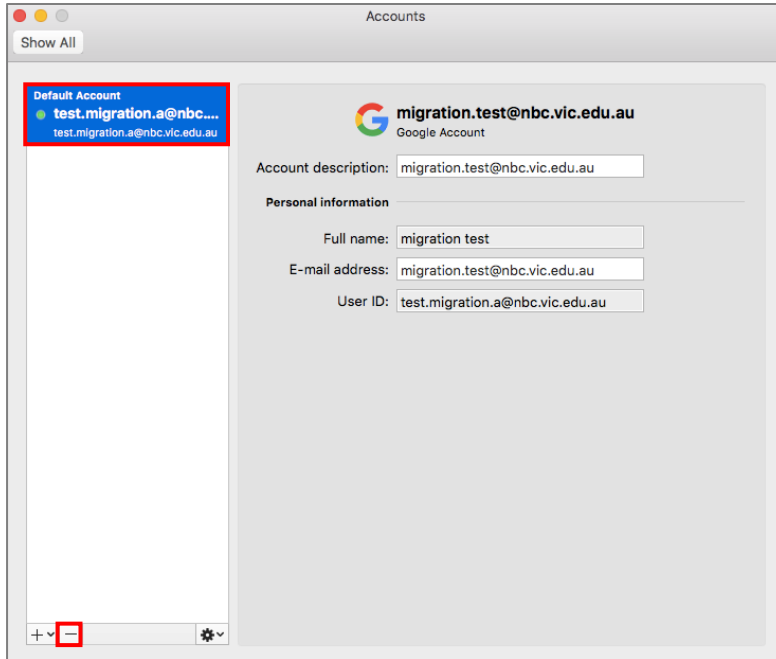 Accounts
Show All
Default Account
test.migration.a@nbc....
test.migration.a@nbc.vic.edu.au
migration.test@nbc.vic.edu.au
Google Account
Account description: migration.test@nbc.vic.edu.au
Personal information
Full name: migration test
E-mail address: migration.test@nbc.vic.edu.au
User ID: test.migration.a@nbc.vic.edu.au